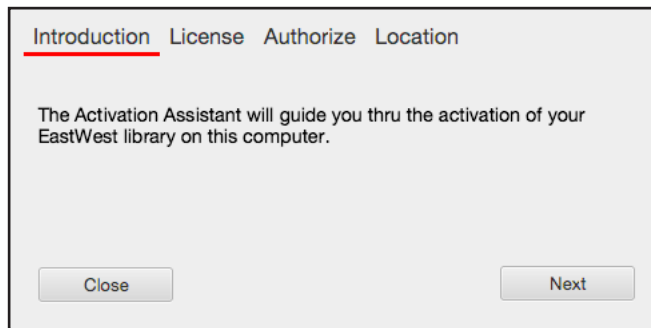 Introduction License Authorize Location
The Activation Assistant will guide you thru the activation of your
EastWest library on this computer.
Close Next